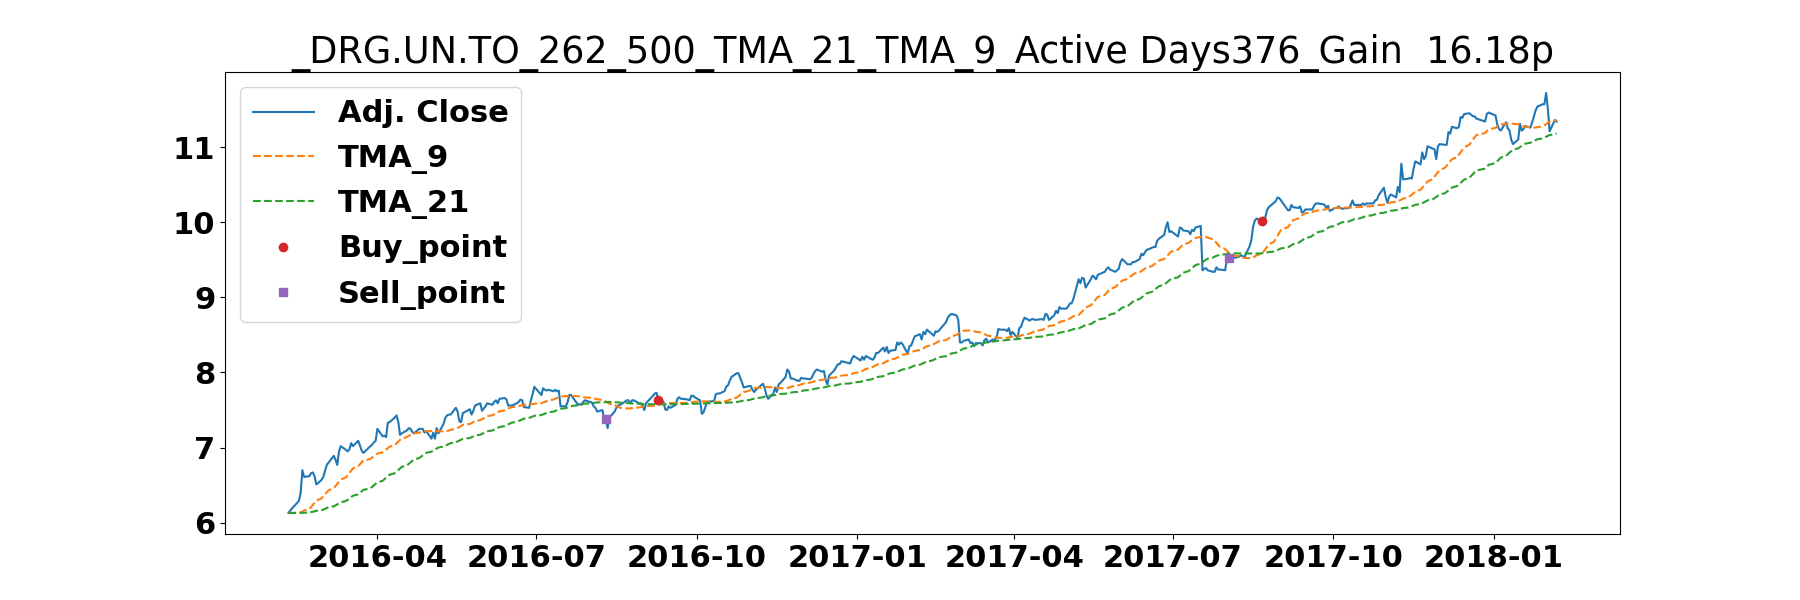 _DRG.UN.TO_262_500_TMA_21_TMA_9_Active Days376_Gain  16.18p
Adj. Close
TMA_9
TMA_21
Buy_point
Sell_point
11
10
9
8
7
6
2016-04 2016-07 2016-10 2017-01 2017-04 2017-07 2017-10 2018-01